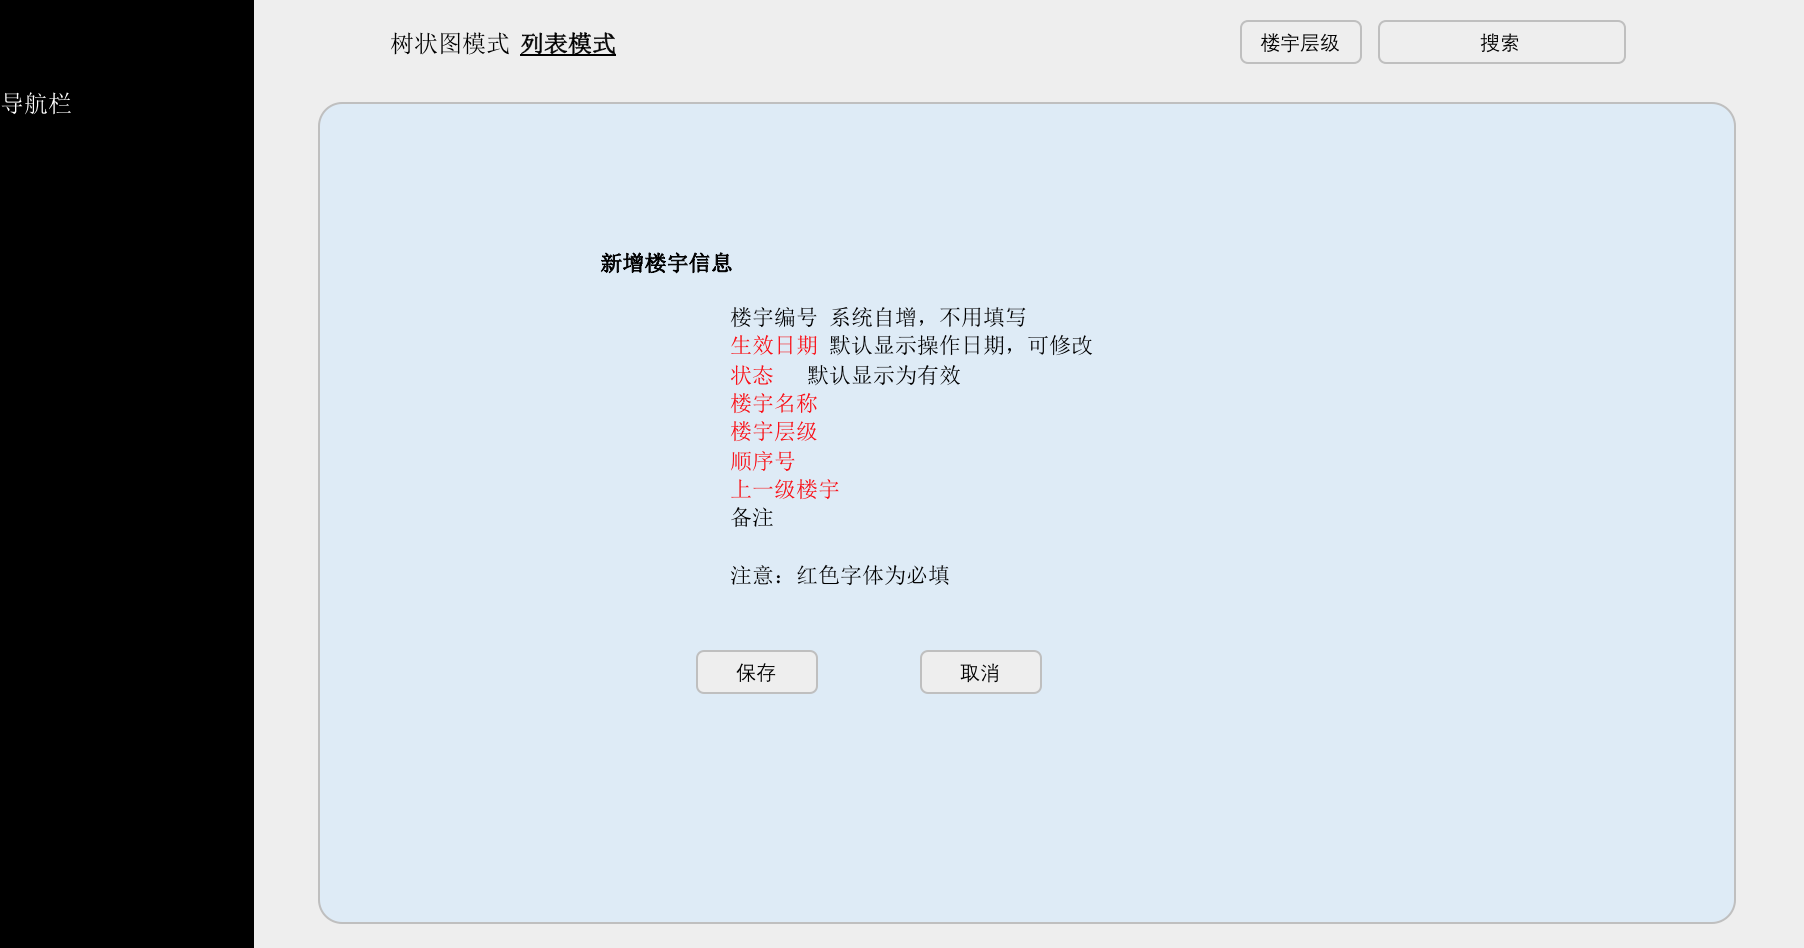 树状图模式 列表模式
楼宇层级
搜索
导航栏
新增楼宇信息
楼宇编号 系统自增，不用填写
生效日期 默认显示操作日期，可修改
状态 默认显示为有效
楼宇名称
楼宇层级
顺序号
上一级楼宇
备注
注意：红色字体为必填
保存
取消